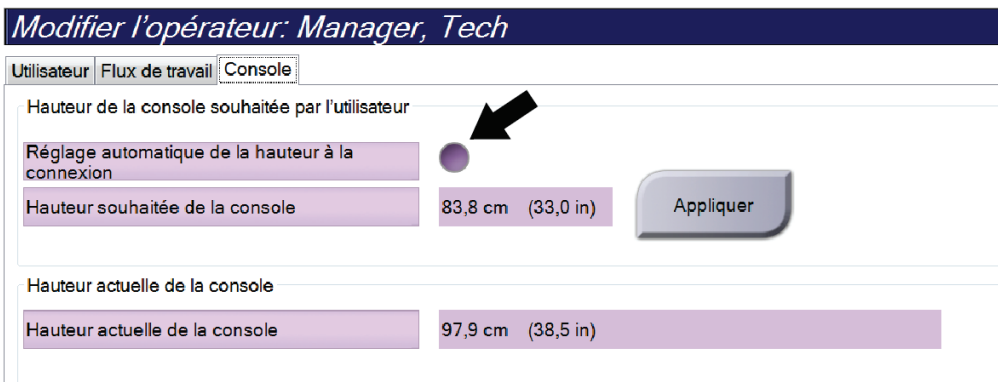 Modifier l’opérateur: Manager, Tech
Utilisateur Flux de travail Console
Hauteur de la console souhaitée par l’utilisateur
Réglage automatique de la hauteur à la
connexion
Hauteur souhaitée de la console 83,8 cm (33,0 in) Appliquer
Hauteur actuelle de la console
Hauteur actuelle de la console 97,9 cm (38,5 in)